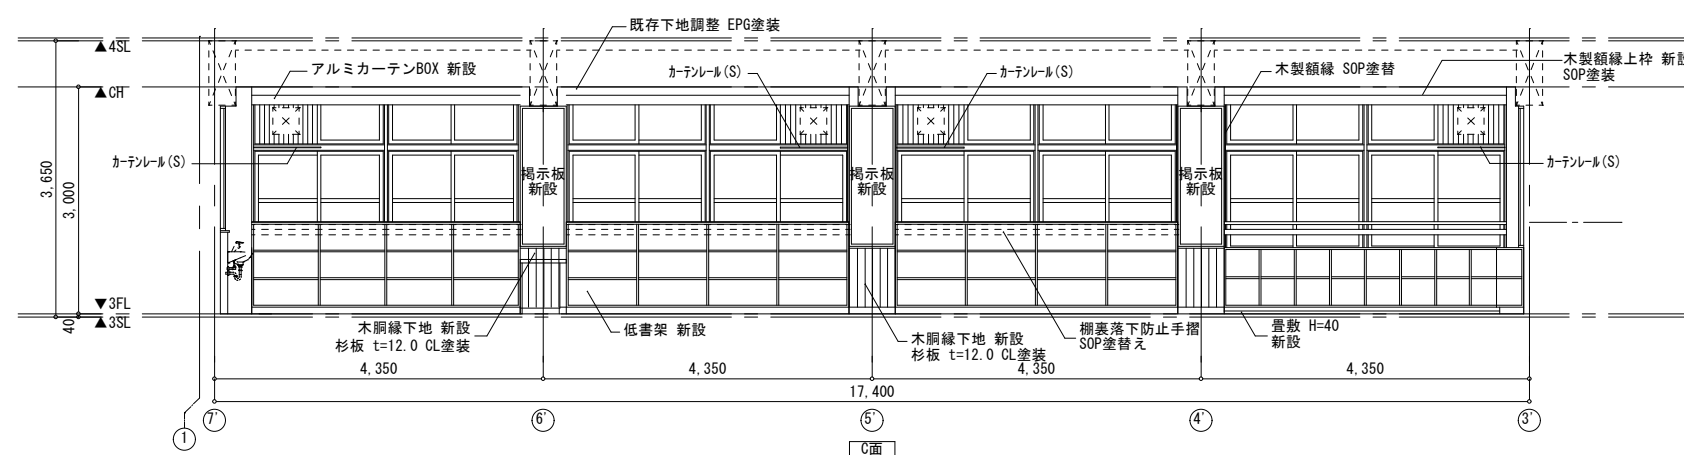 ▲4SL
既存下地調整 EPG塗装
アルミカーテンBOX 新設
カーテンレール(S)
カーテンレール(S)
木製額縁 SOP塗替
木製額縁上枠 新設
SOP塗装
▲CH
カーテンレール(S)
カーテンレール(S)
3,650
3,000
40
掲示板
新設
掲示板
新設
掲示板
新設
▼3FL
▲3SL
木胴縁下地 新設
杉板 t=12.0 CL塗装
低書架 新設
木胴縁下地 新設
杉板 t=12.0 CL塗装
棚裏落下防止手摺
SOP塗替え
畳敷 H=40
新設
4,350
4,350
4,350
4,350
17,400
1
7'
6'
5'
4'
3'
C面